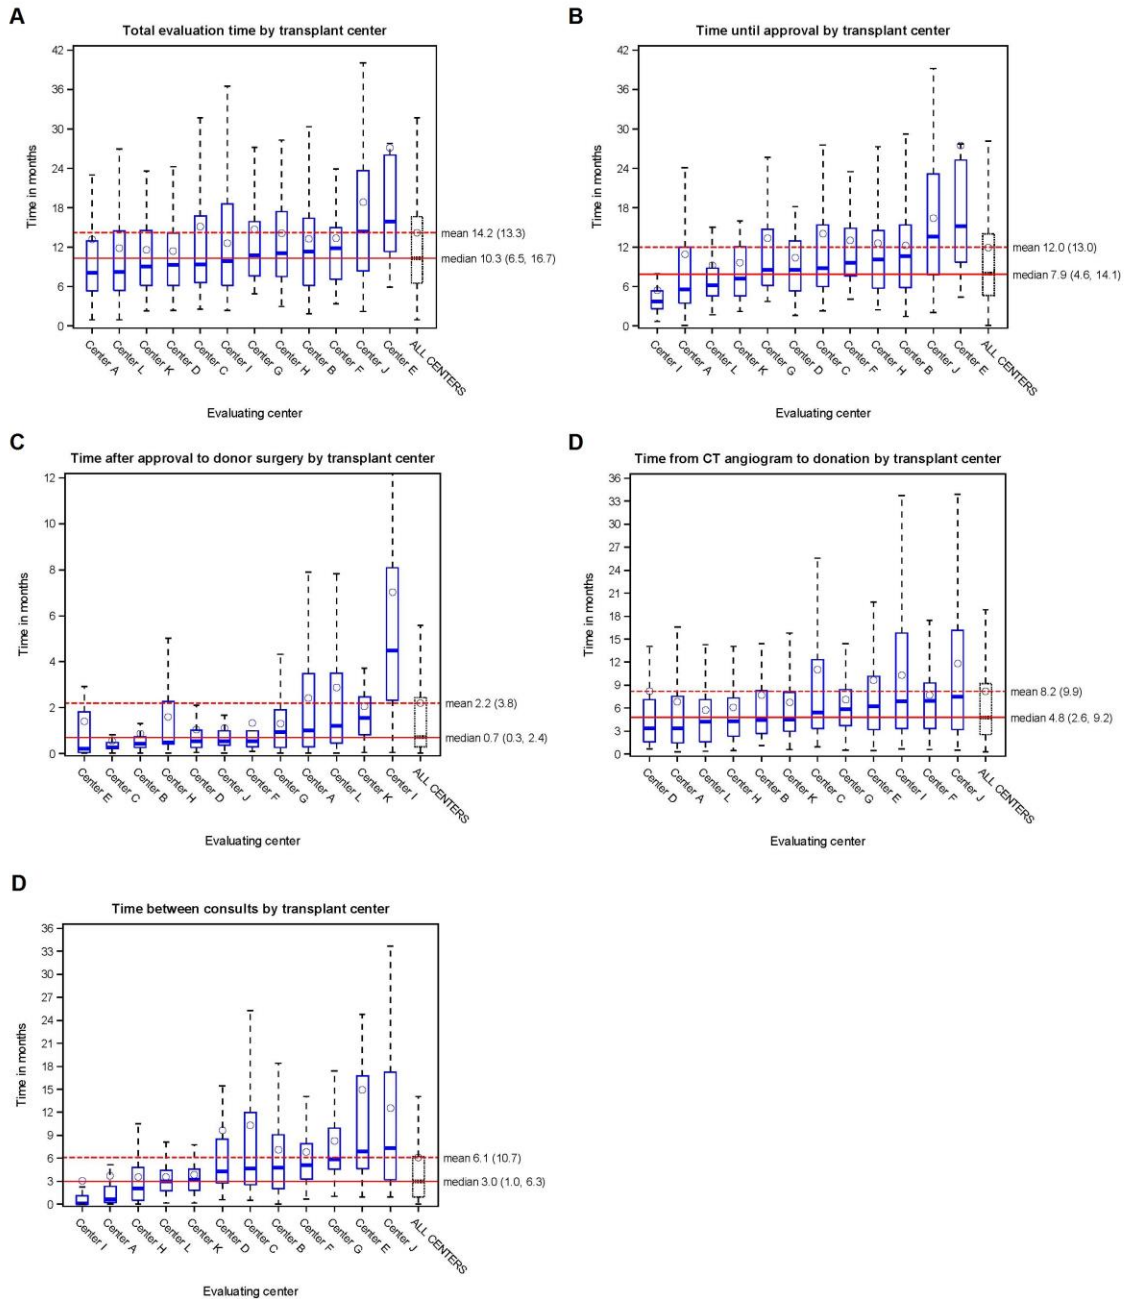 A
Total evaluation time by transplant center
42
36
30
24
18
12
6
0
Time in months
mean 14.2 (13.3)
median 10.3 (6.5, 16.7)
Center A
Center L
Center K
Center D
Center C
Center I
Center G
Center H
Center B
Center F
Center J
Center E
ALL CENTERS
Evaluating center
B
Time until approval by transplant center
42
36
30
24
18
12
6
0
Time in months
mean 12.0 (13.0)
median 7.9 (4.6, 14.1)
Center I
Center A
Center L
Center K
Center G
Center D
Center C
Center F
Center H
Center B
Center J
Center E
ALL CENTERS
Evaluating center
C
Time after approval to donor surgery by transplant center
12
10
8
6
4
2
0
Time in months
mean 2.2 (3.8)
median 0.7 (0.3, 2.4)
Center E
Center C
Center B
Center H
Center D
Center J
Center F
Center G
Center A
Center L
Center K
Center I
ALL CENTERS
Evaluating center
D
Time from CT angiogram to donation by transplant center
36
33
30
27
24
21
18
15
12
9
6
3
0
Time in months
mean 8.2 (9.9)
median 4.8 (2.6, 9.2)
Center D
Center A
Center L
Center H
Center B
Center K
Center C
Center G
Center E
Center I
Center F
Center J
ALL CENTERS
Evaluating center
D
Time between consults by transplant center
36
33
30
27
24
21
18
15
12
9
6
3
0
Time in months
mean 6.1 (10.7)
median 3.0 (1.0, 6.3)
Center I
Center A
Center H
Center L
Center K
Center D
Center C
Center B
Center F
Center G
Center E
Center J
ALL CENTERS
Evaluating center